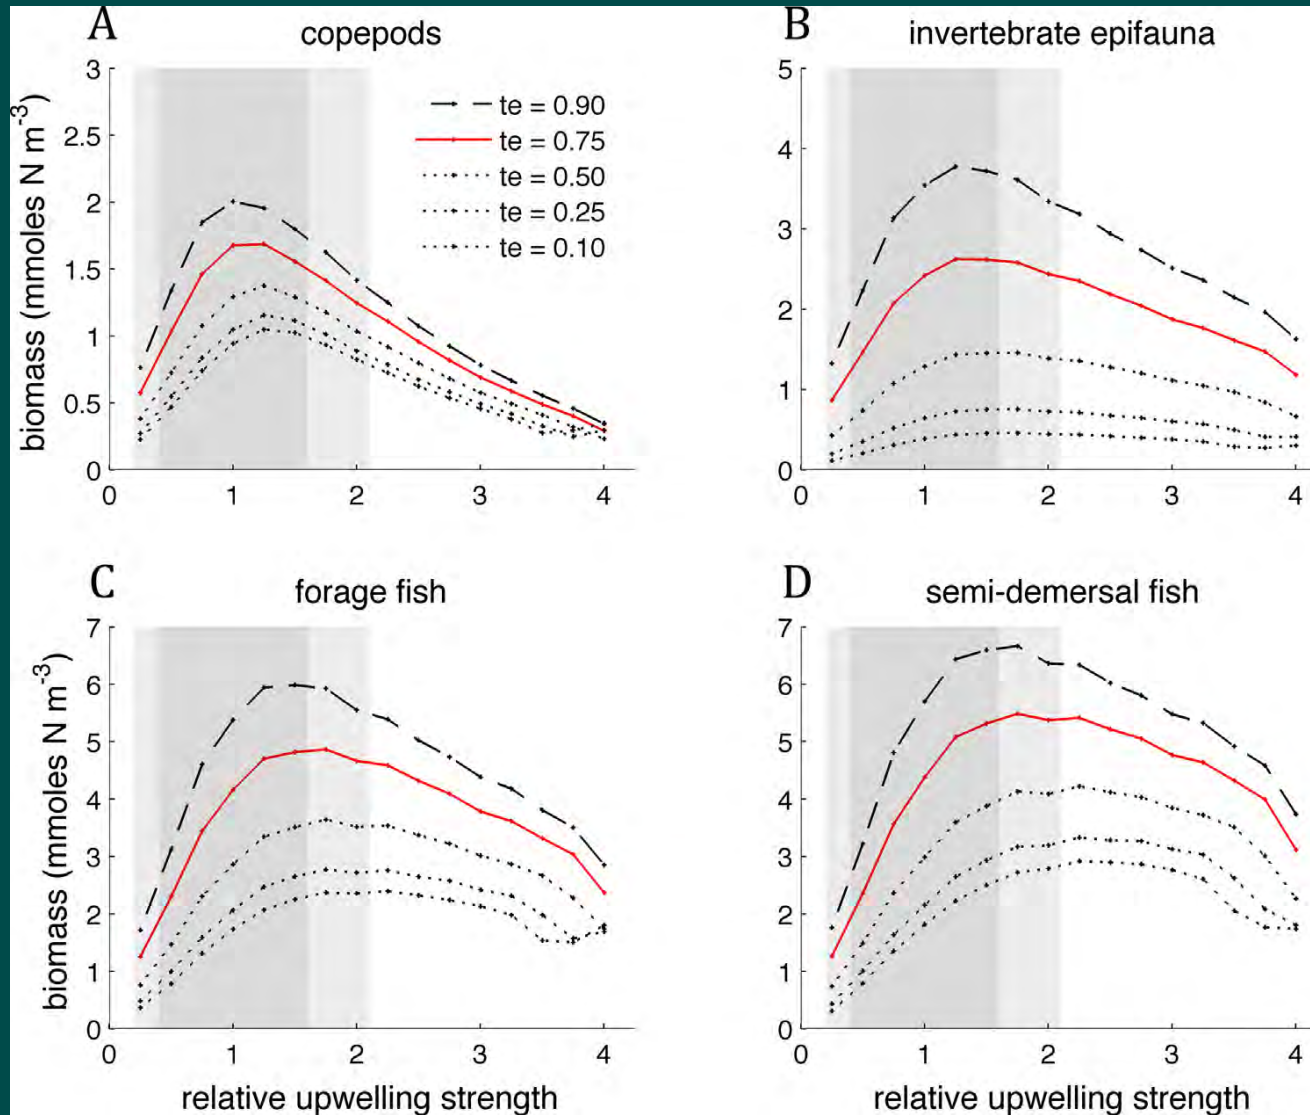 A
copepods
biomass (mmoles N m⁻³)
3
2.5
2
1.5
1
0.5
0
0 1 2 3 4
te = 0.90
te = 0.75
te = 0.50
te = 0.25
te = 0.10
B
invertebrate epifauna
5
4
3
2
1
0
0 1 2 3 4
C
forage fish
biomass (mmoles N m⁻³)
7
6
5
4
3
2
1
0
0 1 2 3 4
relative upwelling strength
D
semi-demersal fish
7
6
5
4
3
2
1
0
0 1 2 3 4
relative upwelling strength